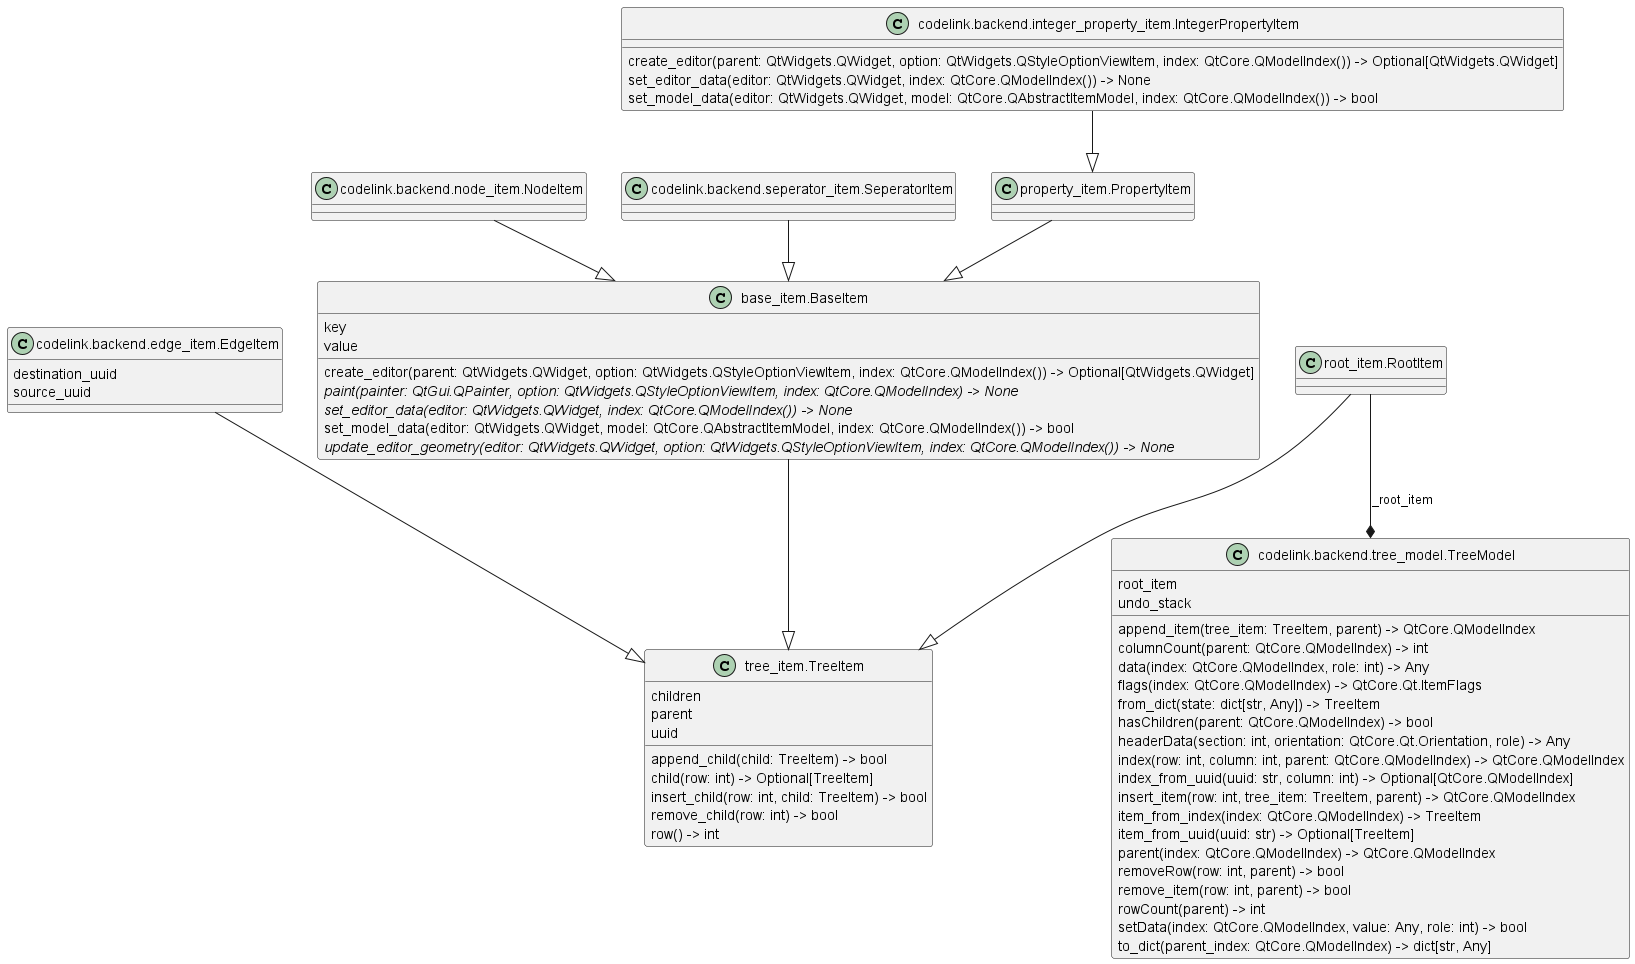 C codelink.backend.integer_property_item.IntegerPropertyItem
create_editor(parent: QtWidgets.QWidget, option: QtWidgets.QStyleOptionViewItem, index: QtCore.QModelIndex()) -> Optional[QtWidgets.QWidget]
set_editor_data(editor: QtWidgets.QWidget, index: QtCore.QModelIndex()) -> None
set_model_data(editor: QtWidgets.QWidget, model: QtCore.QAbstractItemModel, index: QtCore.QModelIndex()) -> bool
C codelink.backend.node_item.NodeItem
C codelink.backend.seperator_item.SeperatorItem
C property_item.PropertyItem
C base_item.BaseItem
key
value
create_editor(parent: QtWidgets.QWidget, option: QtWidgets.QStyleOptionViewItem, index: QtCore.QModelIndex()) -> Optional[QtWidgets.QWidget]
paint(painter: QtGui.QPainter, option: QtWidgets.QStyleOptionViewItem, index: QtCore.QModelIndex) -> None
set_editor_data(editor: QtWidgets.QWidget, index: QtCore.QModelIndex()) -> None
set_model_data(editor: QtWidgets.QWidget, model: QtCore.QAbstractItemModel, index: QtCore.QModelIndex()) -> bool
update_editor_geometry(editor: QtWidgets.QWidget, option: QtWidgets.QStyleOptionViewItem, index: QtCore.QModelIndex()) -> None
C codelink.backend.edge_item.EdgeItem
destination_uuid
source_uuid
C root_item.RootItem
_root_item
C tree_item.TreeItem
children
parent
uuid
append_child(child: TreeItem) -> bool
child(row: int) -> Optional[TreeItem]
insert_child(row: int, child: TreeItem) -> bool
remove_child(row: int) -> bool
row() -> int
C codelink.backend.tree_model.TreeModel
root_item
undo_stack
append_item(tree_item: TreeItem, parent) -> QtCore.QModelIndex
columnCount(parent: QtCore.QModelIndex) -> int
data(index: QtCore.QModelIndex, role: int) -> Any
flags(index: QtCore.QModelIndex) -> QtCore.Qt.ItemFlags
from_dict(state: dict[str, Any]) -> TreeItem
hasChildren(parent: QtCore.QModelIndex) -> bool
headerData(section: int, orientation: QtCore.Qt.Orientation, role) -> Any
index(row: int, column: int, parent: QtCore.QModelIndex) -> QtCore.QModelIndex
index_from_uuid(uuid: str, column: int) -> Optional[QtCore.QModelIndex]
insert_item(row: int, tree_item: TreeItem, parent) -> QtCore.QModelIndex
item_from_index(index: QtCore.QModelIndex) -> TreeItem
item_from_uuid(uuid: str) -> Optional[TreeItem]
parent(index: QtCore.QModelIndex) -> QtCore.QModelIndex
removeRow(row: int, parent) -> bool
remove_item(row: int, parent) -> bool
rowCount(parent) -> int
setData(index: QtCore.QModelIndex, value: Any, role: int) -> bool
to_dict(parent_index: QtCore.QModelIndex) -> dict[str, Any]